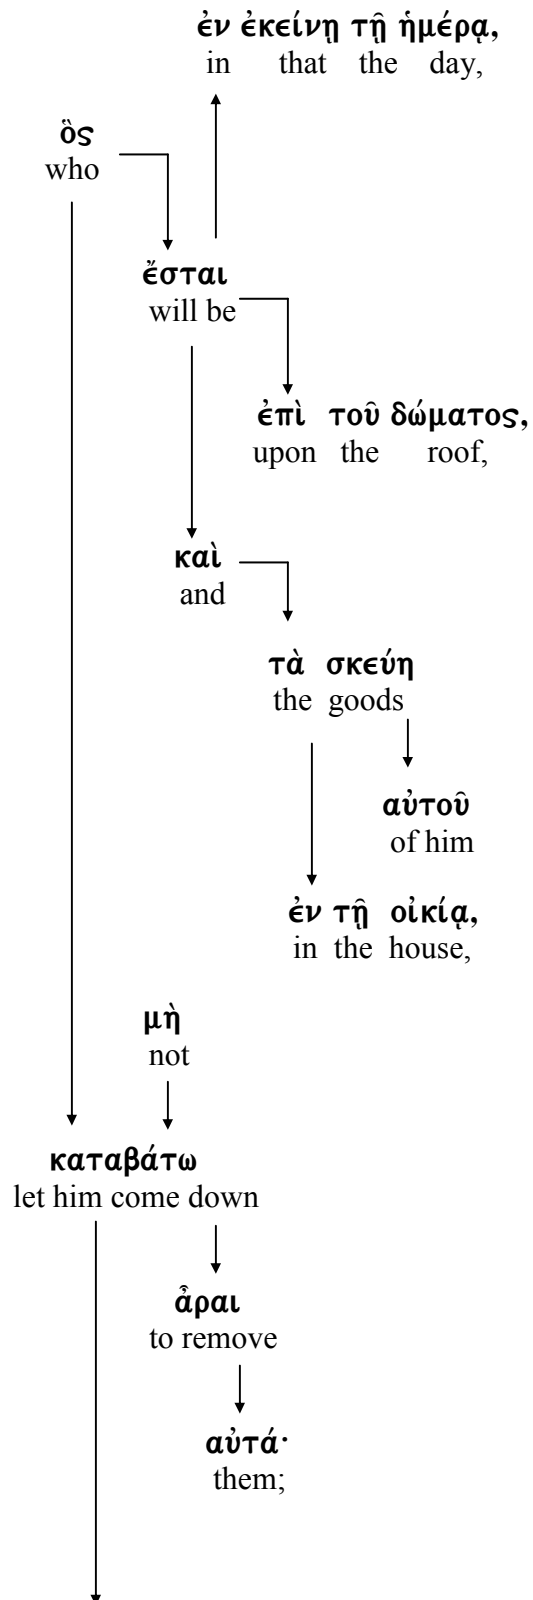 ἐν ἐκείνῃ τῇ ἡμέρᾳ,
in that the day,
ὃς
who
ἔσται
will be
ἐπὶ τοῦ δώματος,
upon the roof,
καὶ
and
τὰ σκεύη
the goods
αὐτοῦ
of him
ἐν τῇ οἰκίᾳ,
in the house,
μὴ
not
καταβάτω
let him come down
ἆραι
to remove
αὐτά·
them;